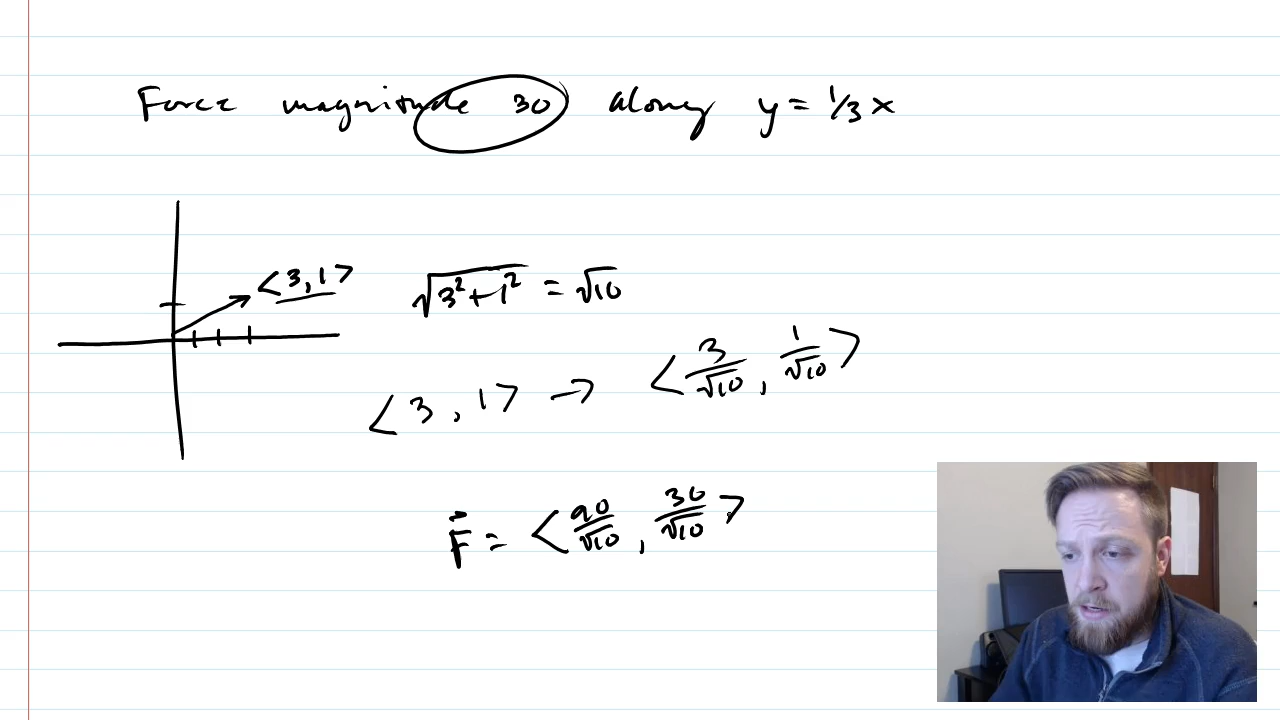 Force magnitude 30 along y = 1/3 x
<3,1> √(3²+1²) = √10
<3, 1> → <3/√10, 1/√10>
F⃗ = <90/√10, 30/√10>